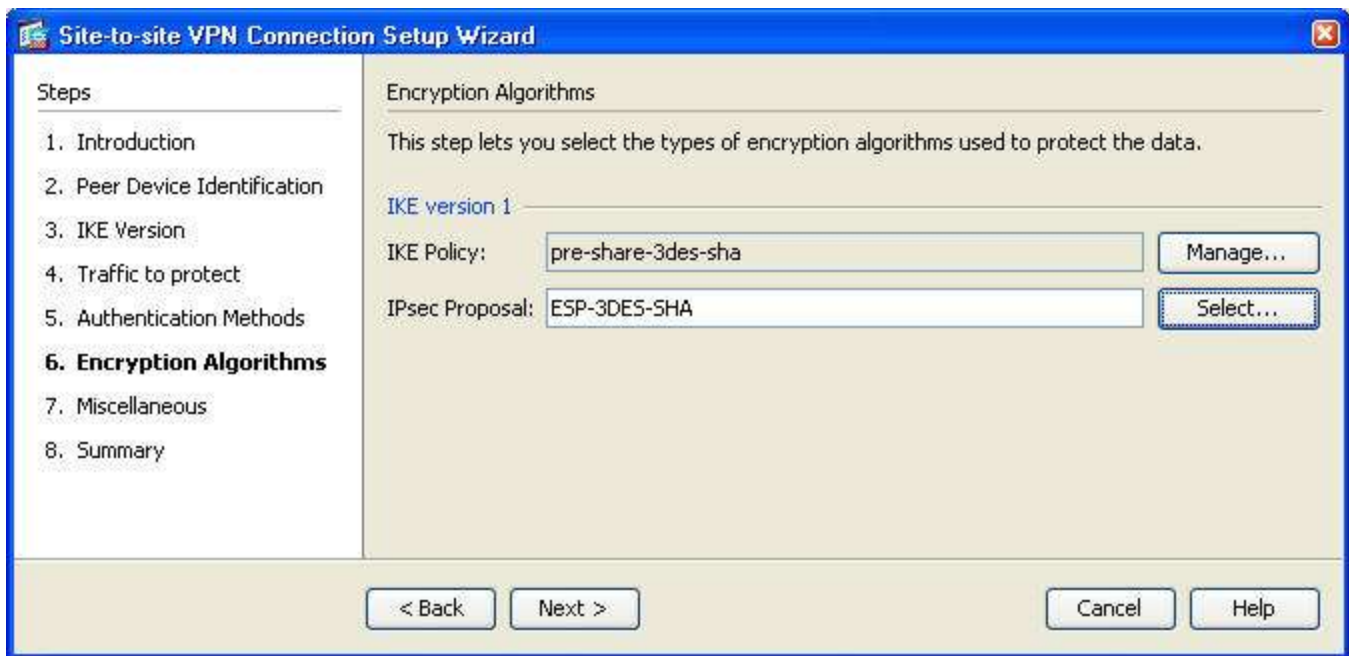 Site-to-site VPN Connection Setup Wizard
Steps
1. Introduction
2. Peer Device Identification
3. IKE Version
4. Traffic to protect
5. Authentication Methods
6. Encryption Algorithms
7. Miscellaneous
8. Summary
Encryption Algorithms
This step lets you select the types of encryption algorithms used to protect the data.
IKE version 1
IKE Policy: pre-share-3des-sha Manage...
IPsec Proposal: ESP-3DES-SHA Select...
< Back Next > Cancel Help